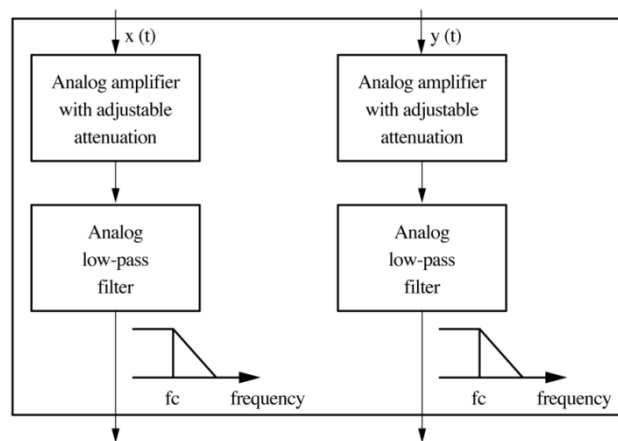 x (t)
Analog amplifier
with adjustable
attenuation
Analog
low-pass
filter
fc frequency
y (t)
Analog amplifier
with adjustable
attenuation
Analog
low-pass
filter
fc frequency